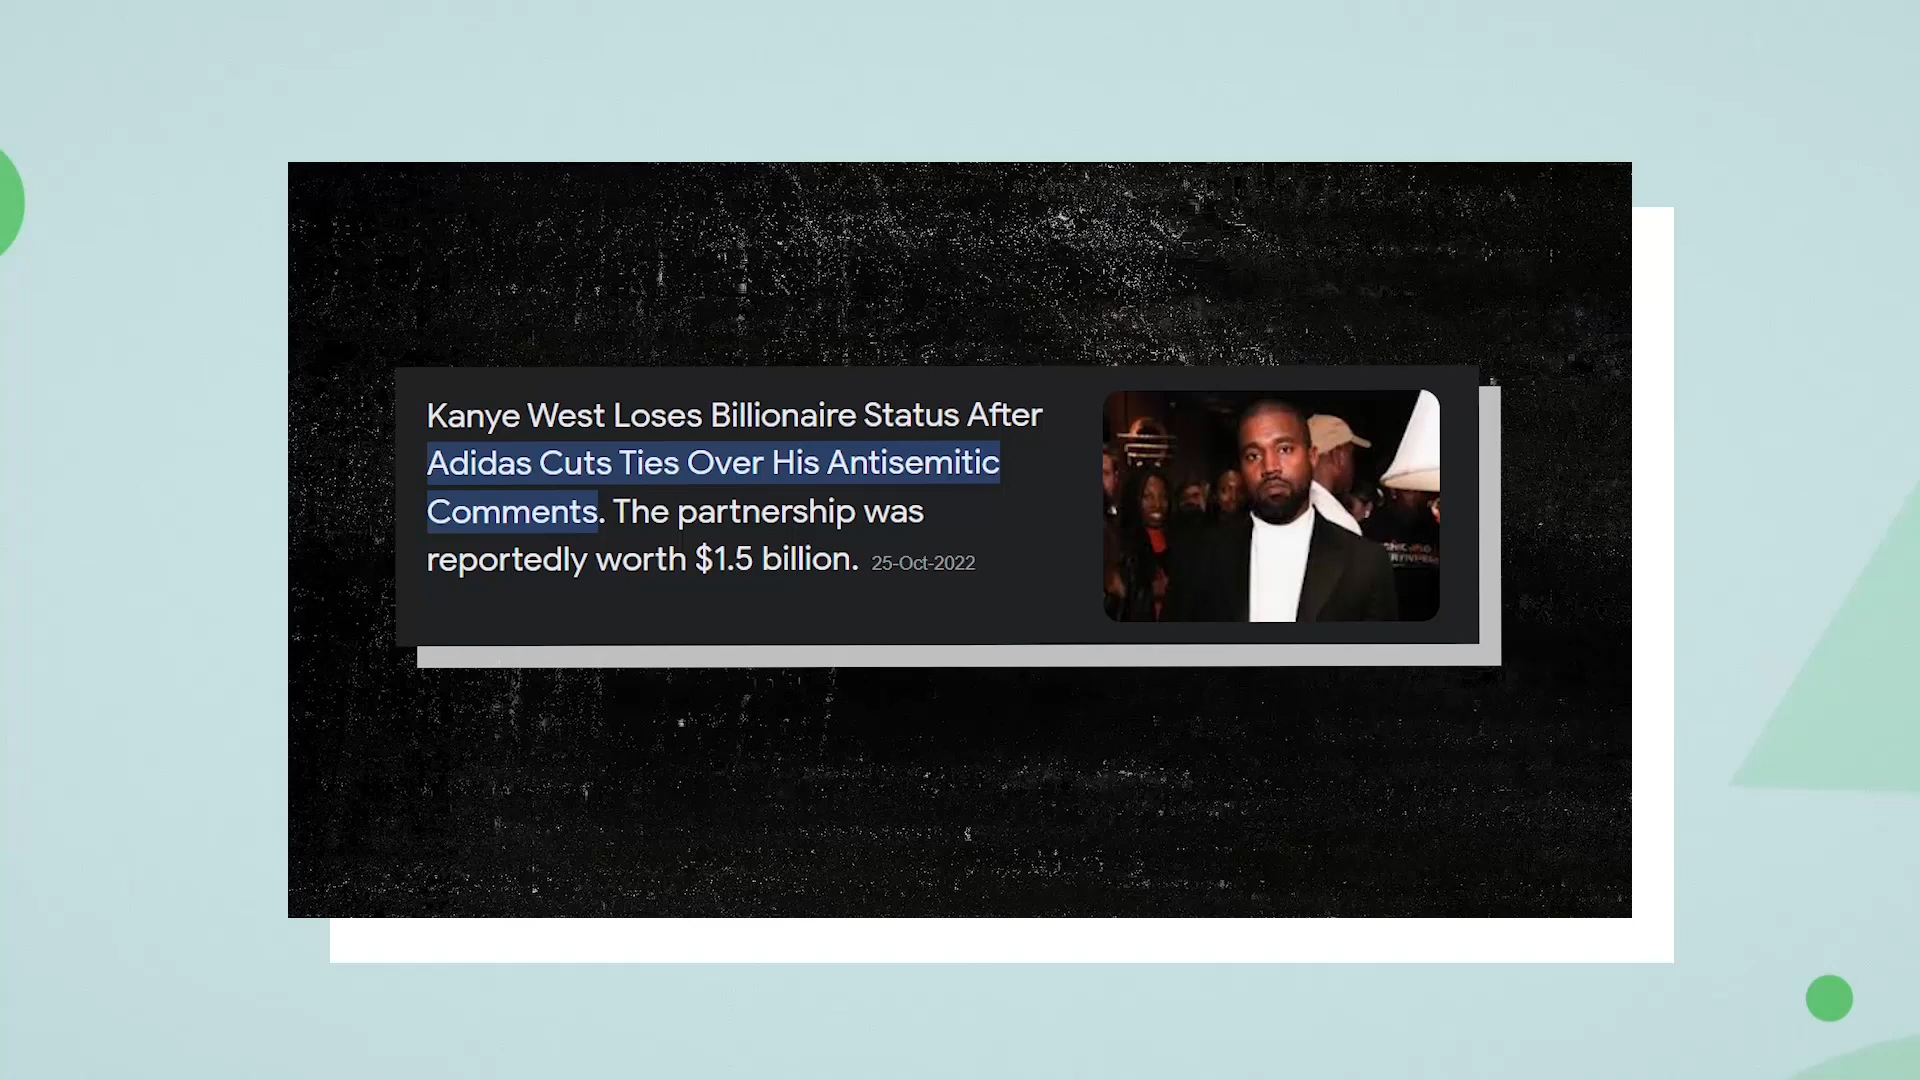 Kanye West Loses Billionaire Status After
Adidas Cuts Ties Over His Antisemitic
Comments. The partnership was
reportedly worth $1.5 billion. 25-Oct-2022